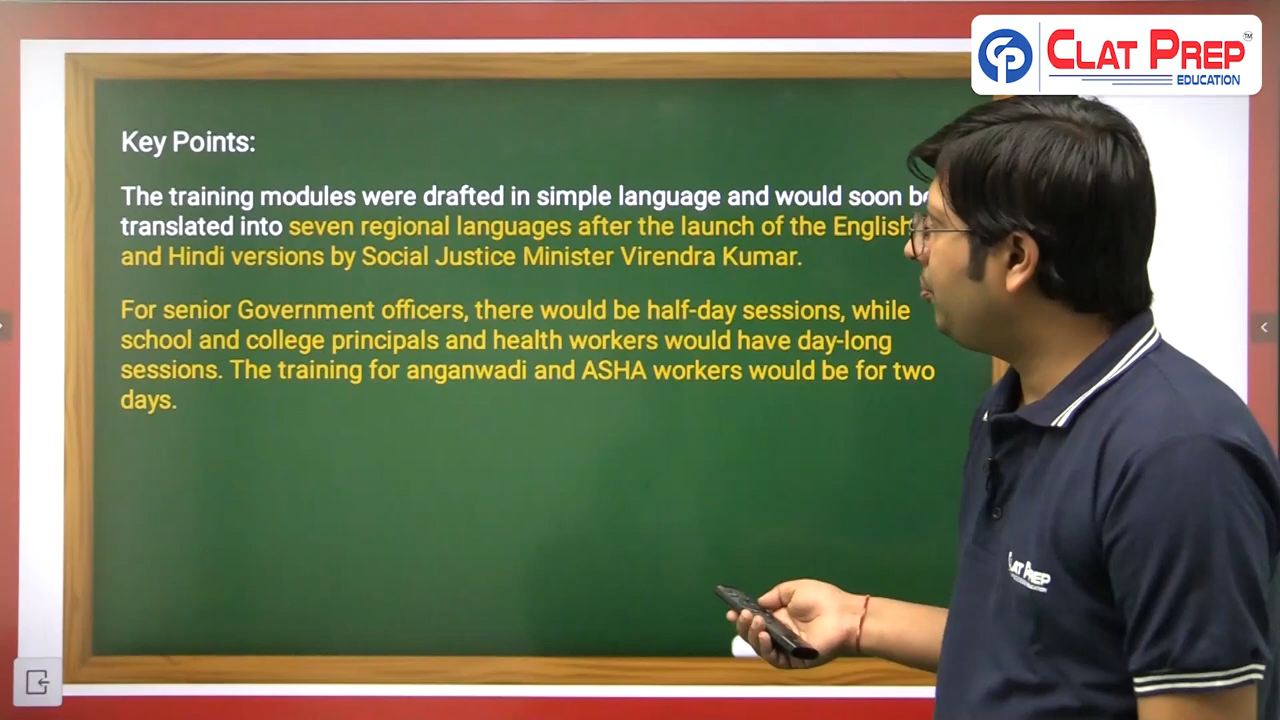 CLAT PREP
TM
EDUCATION
Key Points:
The training modules were drafted in simple language and would soon be
translated into seven regional languages after the launch of the English
and Hindi versions by Social Justice Minister Virendra Kumar.
For senior Government officers, there would be half-day sessions, while
school and college principals and health workers would have day-long
sessions. The training for anganwadi and ASHA workers would be for two
days.
CLAT PREP